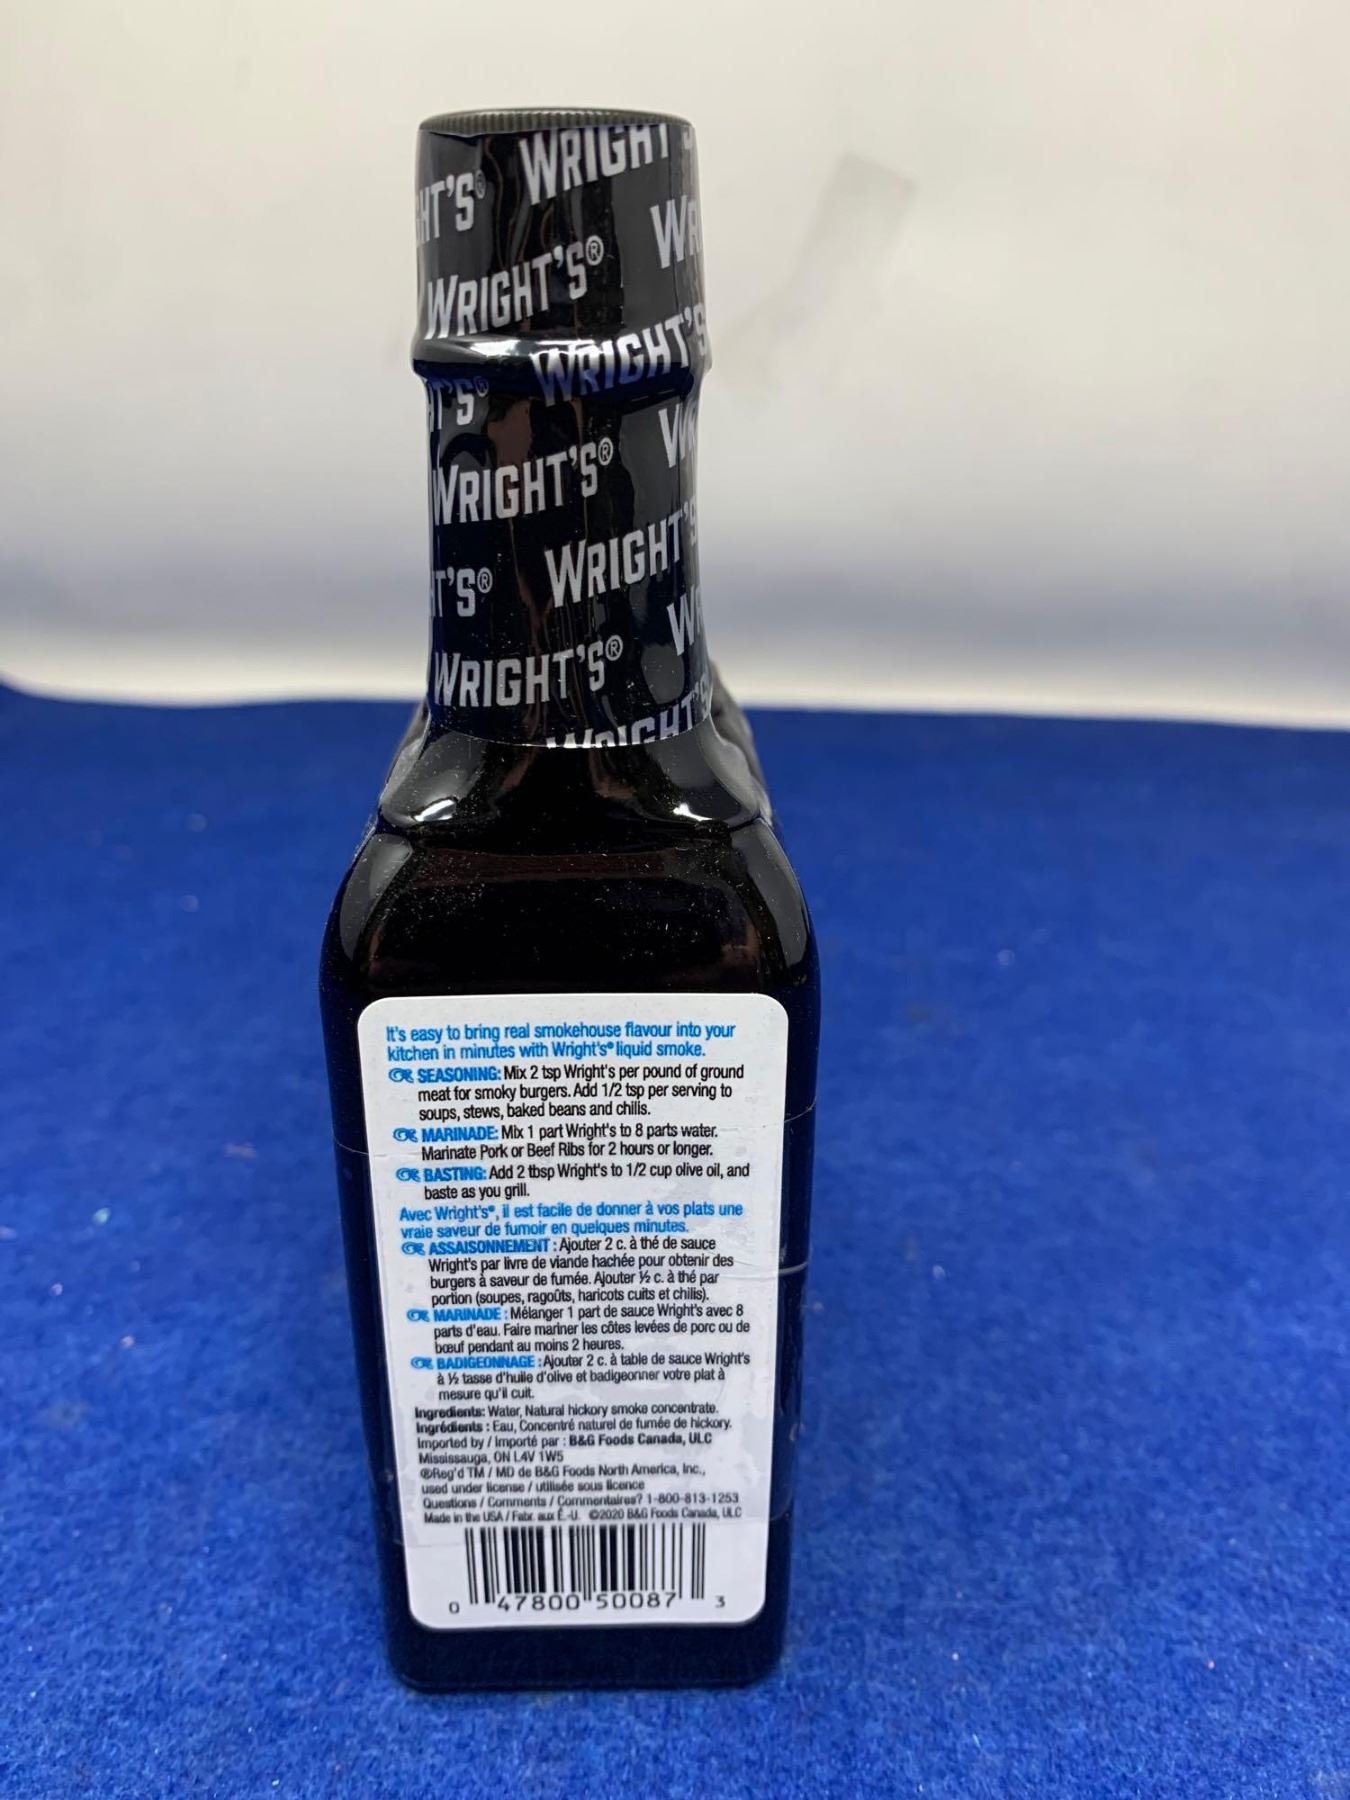 WRIGHT'S
HT'S®
WR
WRIGHT'S®
WRIGHT'S
T'S®
WRIGHT'S®
WRIGHT'S
T'S®
WRIGHT'S®
WRIGHT'S
It's easy to bring real smokehouse flavour into your
kitchen in minutes with Wright's® liquid smoke.
SEASONING: Mix 2 tsp Wright's per pound of ground
meat for smoky burgers. Add 1/2 tsp per serving to
soups, stews, baked beans and chilis.
MARINADE: Mix 1 part Wright's to 8 parts water.
Marinate Pork or Beef Ribs for 2 hours or longer.
BASTING: Add 2 tbsp Wright's to 1/2 cup olive oil, and
baste as you grill.
Avec Wright's®, il est facile de donner à vos plats une
vraie saveur de fumoir en quelques minutes.
ASSAISONNEMENT : Ajouter 2 c. à thé de sauce
Wright's par livre de viande hachée pour obtenir des
burgers à saveur de fumée. Ajouter ½ c. à thé par
portion (soupes, ragoûts, haricots cuits et chilis).
MARINADE : Mélanger 1 part de sauce Wright's avec 8
parts d'eau. Faire mariner les côtes levées de porc ou de
bœuf pendant au moins 2 heures.
BADIGEONNAGE : Ajouter 2 c. à table de sauce Wright's
à ½ tasse d'huile d'olive et badigeonner votre plat à
mesure qu'il cuit.
Ingredients: Water, Natural hickory smoke concentrate.
Ingrédients : Eau, Concentré naturel de fumée de hickory.
Imported by / Importé par : B&G Foods Canada, ULC
Mississauga, ON L4V 1W5
®Reg'd TM / MD de B&G Foods North America, Inc.,
used under license / utilisée sous licence
Questions / Comments / Commentaires? 1-800-813-1253
Made in the USA / Fabr. aux É.-U. ©2020 B&G Foods Canada, ULC
0 47800 50087 3